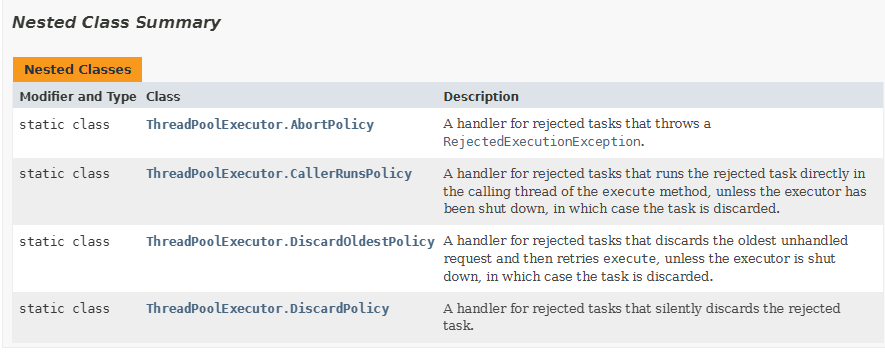 Nested Class Summary
Nested Classes
Modifier and Type Class Description
static class ThreadPoolExecutor.AbortPolicy A handler for rejected tasks that throws a
RejectedExecutionException.
static class ThreadPoolExecutor.CallerRunsPolicy A handler for rejected tasks that runs the rejected task directly in
the calling thread of the execute method, unless the executor has
been shut down, in which case the task is discarded.
static class ThreadPoolExecutor.DiscardOldestPolicy A handler for rejected tasks that discards the oldest unhandled
request and then retries execute, unless the executor is shut
down, in which case the task is discarded.
static class ThreadPoolExecutor.DiscardPolicy A handler for rejected tasks that silently discards the rejected
task.